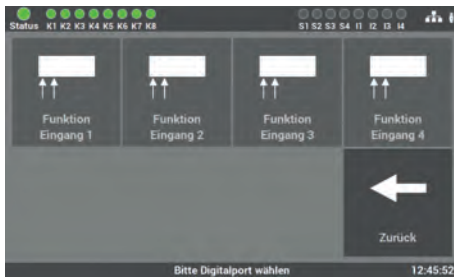 Status K1 K2 K3 K4 K5 K6 K7 K8 S1 S2 S3 S4 I1 I2 I3 I4
Funktion
Eingang 1
Funktion
Eingang 2
Funktion
Eingang 3
Funktion
Eingang 4
Zurück
Bitte Digitalport wählen 12:45:52